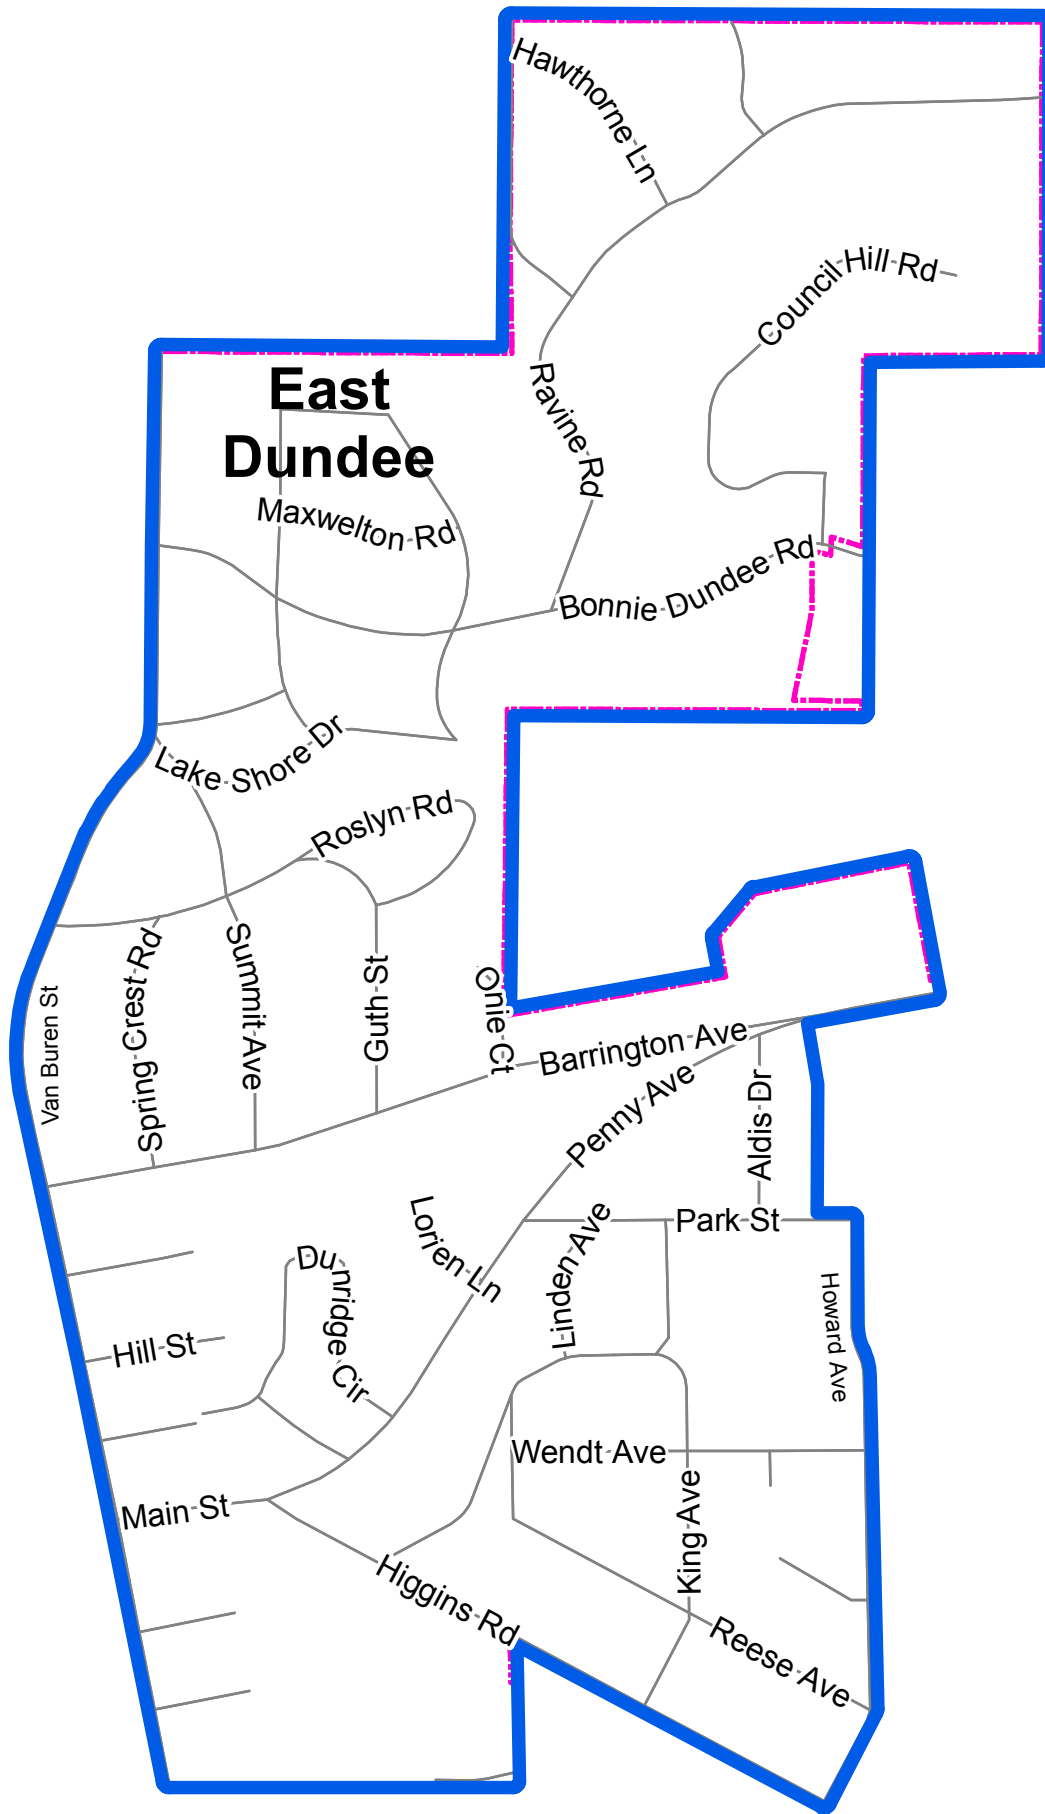 Hawthorne Ln
Council Hill Rd
East
Dundee
Ravine Rd
Maxwelton Rd
Bonnie Dundee Rd
Lake Shore Dr
Roslyn Rd
Van Buren St
Spring Crest Rd
Summit Ave
Guth St
Onie Ct
Barrington Ave
Penny Ave
Aldis Dr
Lorien Ln
Linden Ave
Park St
Dunridge Cir
Hill St
Howard Ave
Wendt Ave
Main St
King Ave
Higgins Rd
Reese Ave